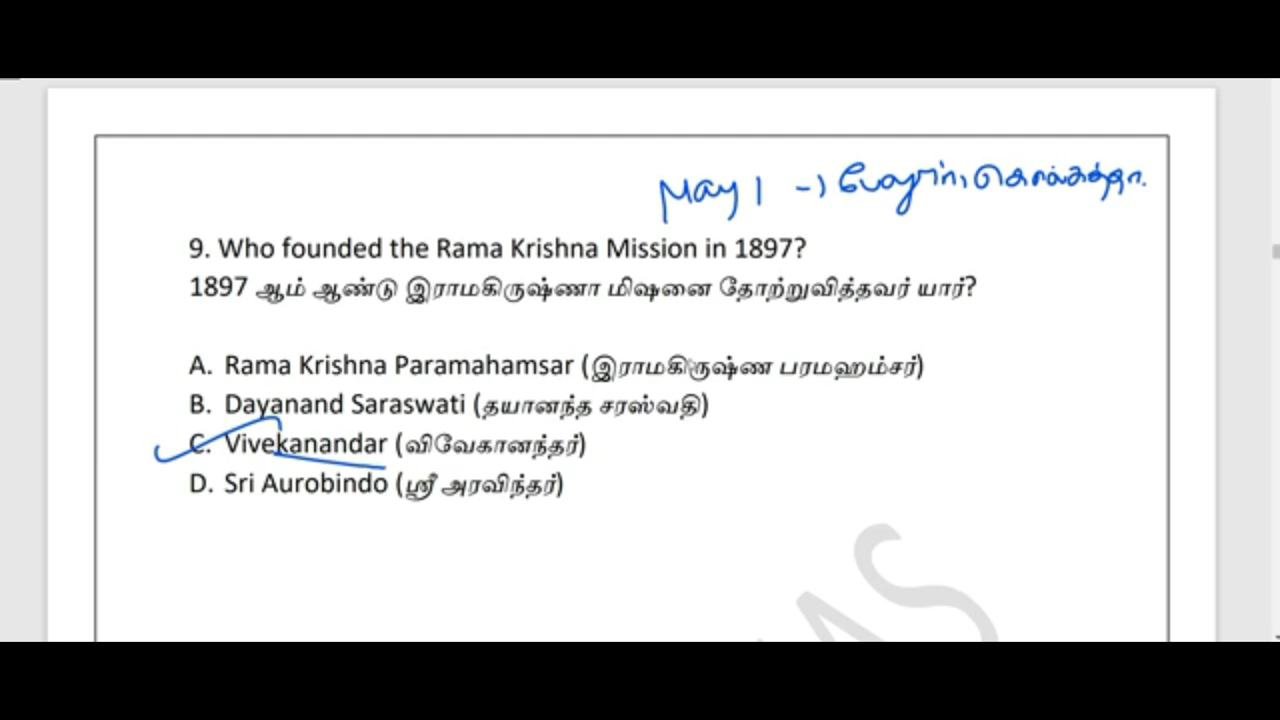 May 1 -> பேலூர், கொல்கத்தா.
9. Who founded the Rama Krishna Mission in 1897?
1897 ஆம் ஆண்டு இராமகிருஷ்ணா மிஷனை தோற்றுவித்தவர் யார்?
A. Rama Krishna Paramahamsar (இராமகிருஷ்ண பரமஹம்சர்)
B. Dayanand Saraswati (தயானந்த சரஸ்வதி)
C. Vivekanandar (விவேகானந்தர்)
D. Sri Aurobindo (ஸ்ரீ அரவிந்தர்)